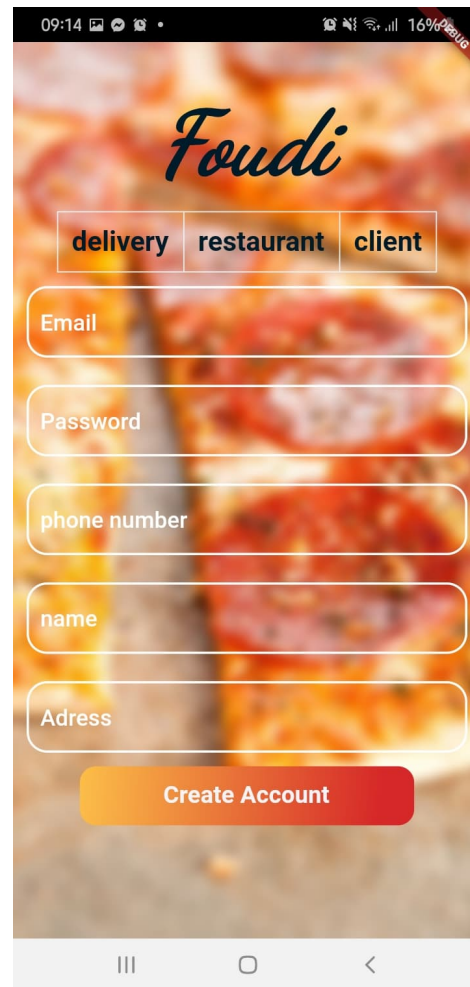 09:14 16%
DEBUG
Foudi
delivery restaurant client
Email
Password
phone number
name
Adress
Create Account